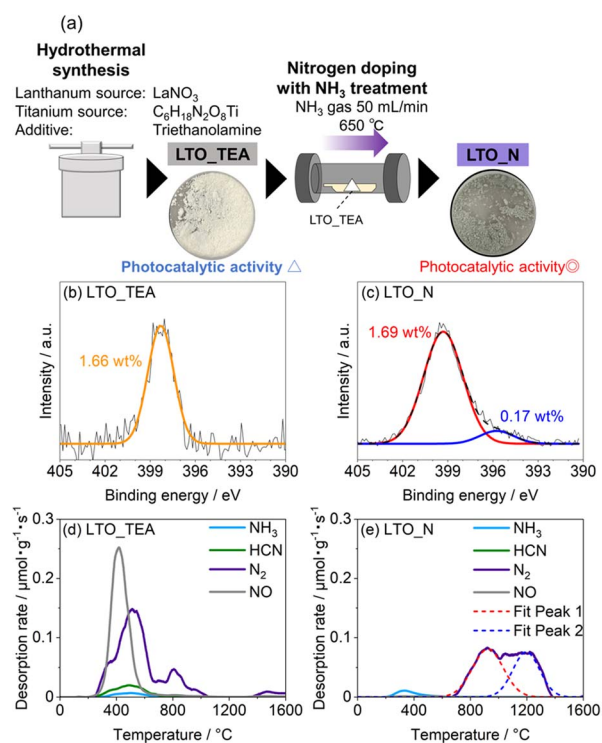 (a)
Hydrothermal
synthesis
Lanthanum source: LaNO₃
Titanium source: C₆H₁₈N₂O₈Ti
Additive: Triethanolamine
LTO_TEA
Nitrogen doping
with NH₃ treatment
NH₃ gas 50 mL/min
650 ℃
LTO_TEA
LTO_N
Photocatalytic activity △
Photocatalytic activity◎
(b) LTO_TEA
1.66 wt%
Intensity / a.u.
405 402 399 396 393 390
Binding energy / eV
(c) LTO_N
1.69 wt%
0.17 wt%
Intensity / a.u.
405 402 399 396 393 390
Binding energy / eV
(d) LTO_TEA
NH₃
HCN
N₂
NO
Desorption rate / μmol・g⁻¹・s⁻¹
0.3
0.2
0.1
0
0 400 800 1200 1600
Temperature / °C
(e) LTO_N
NH₃
HCN
N₂
NO
Fit Peak 1
Fit Peak 2
Desorption rate / μmol・g⁻¹・s⁻¹
0.3
0.2
0.1
0
0 400 800 1200 1600
Temperature / °C